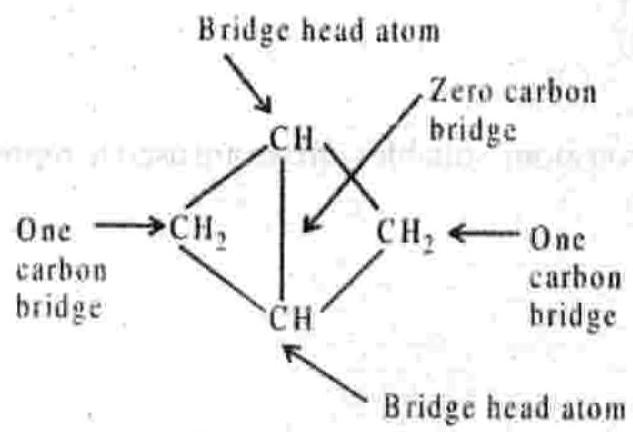 Bridge head atom
Zero carbon
bridge
CH
One
carbon
bridge
CH2
CH2
One
carbon
bridge
CH
Bridge head atom